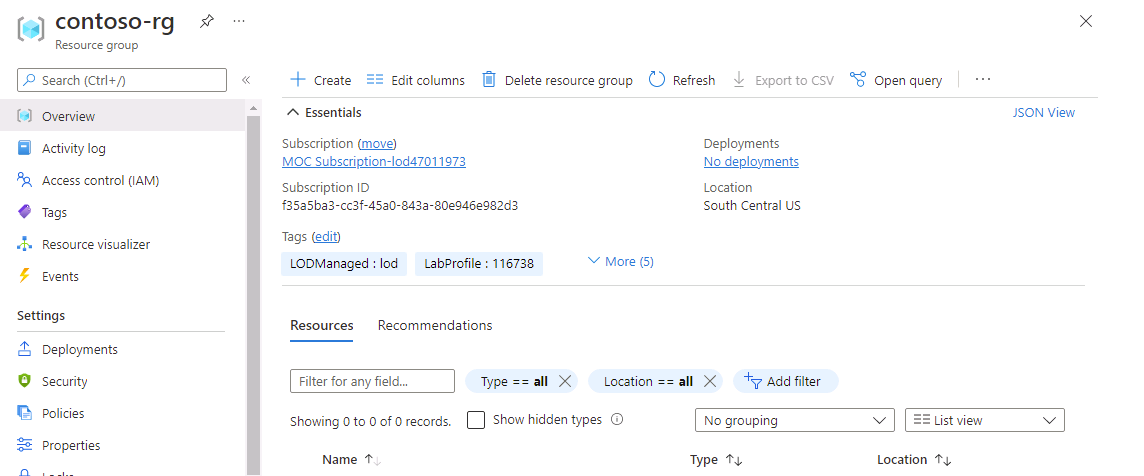 contoso-rg
...
Resource group
Search (Ctrl+/)
«
Overview
Activity log
Access control (IAM)
Tags
Resource visualizer
Events
Settings
Deployments
Security
Policies
Properties
Locks
Create
Edit columns
Delete resource group
Refresh
Export to CSV
Open query
...
Essentials
JSON View
Subscription (move)
MOC Subscription-lod47011973
Subscription ID
f35a5ba3-cc3f-45a0-843a-80e946e982d3
Deployments
No deployments
Location
South Central US
Tags (edit)
LODManaged : lod
LabProfile : 116738
More (5)
Resources
Recommendations
Filter for any field...
Type == all
Location == all
Add filter
Showing 0 to 0 of 0 records.
Show hidden types
No grouping
List view
Name
Type
Location